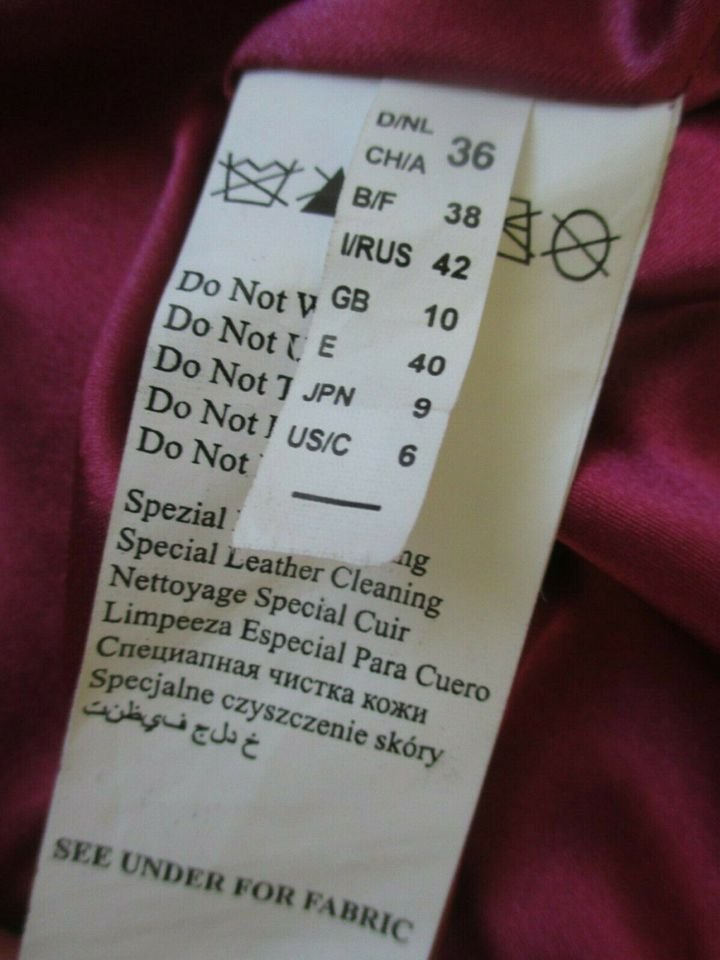 D/NL 36
CH/A
B/F 38
I/RUS 42
GB 10
E 40
JPN 9
US/C 6
Do Not
Do Not
Do Not
Do Not
Do Not
Spezial
Special Leather Cleaning
Nettoyage Special Cuir
Limpeeza Especial Para Cuero
Специапная чистка кожи
Specjalne czyszczenie skóry
SEE UNDER FOR FABRIC